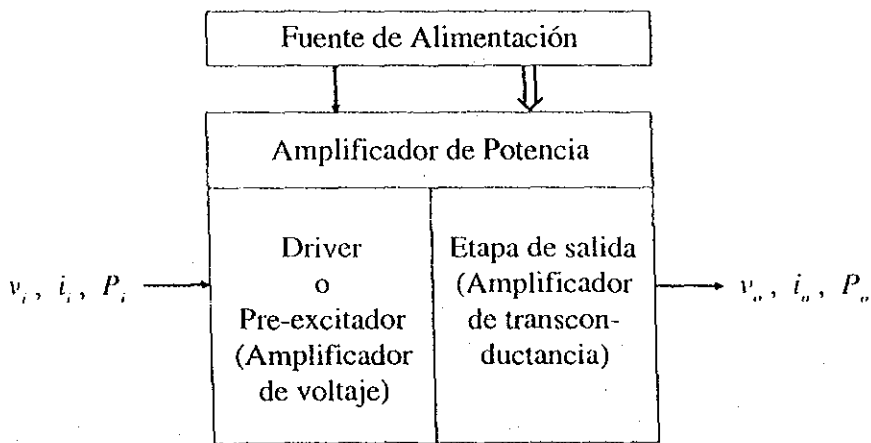 Fuente de Alimentación
Amplificador de Potencia
Driver
o
Pre-excitador
(Amplificador
de voltaje)
Etapa de salida
(Amplificador
de transcon-
ductancia)
v_i, i_i, P_i
v_o, i_o, P_o